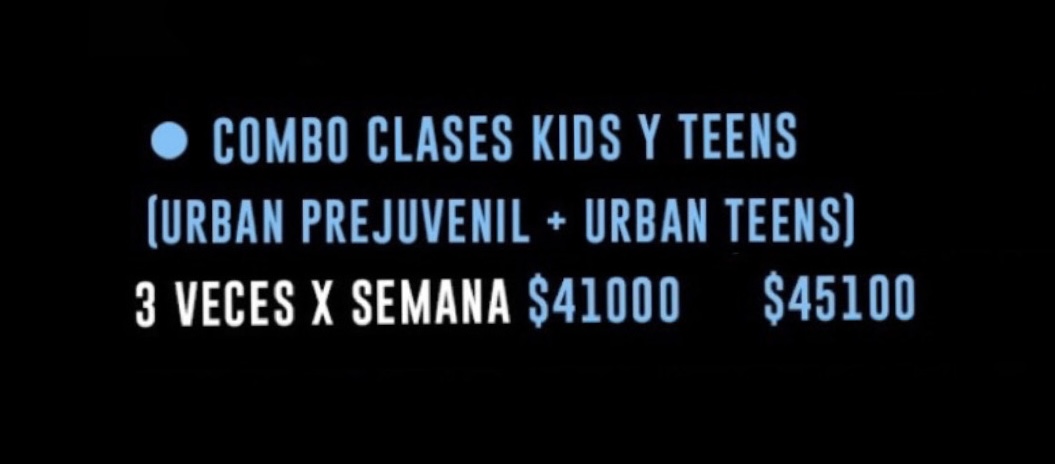 ● COMBO CLASES KIDS Y TEENS
(URBAN PREJUVENIL + URBAN TEENS)
3 VECES X SEMANA $41000 $45100